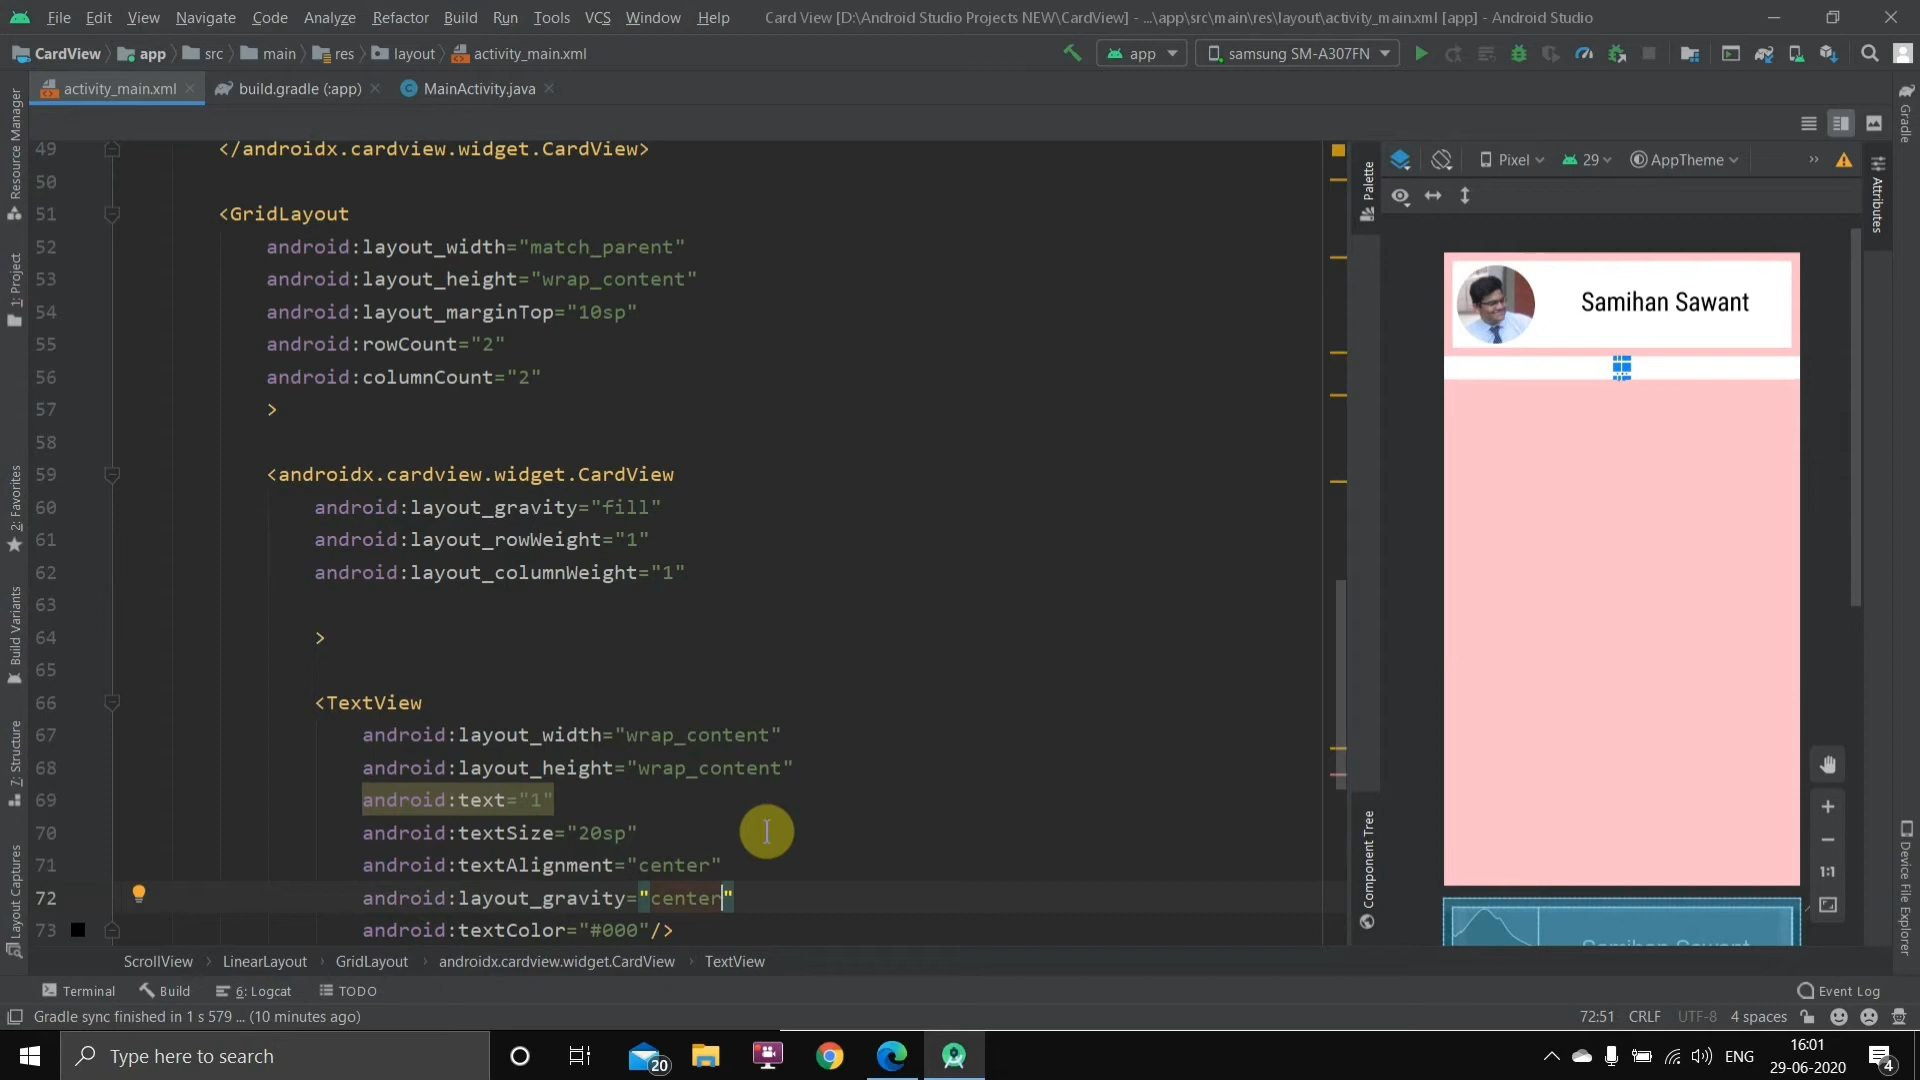 File Edit View Navigate Code Analyze Refactor Build Run Tools VCS Window Help Card View [D:\Android Studio Projects NEW\CardView] - ...\app\src\main\res\layout\activity_main.xml [app] - Android Studio
CardView app src main res layout activity_main.xml app samsung SM-A307FN
activity_main.xml build.gradle (:app) MainActivity.java
Resource Manager
1: Project
2: Favorites
Build Variants
7: Structure
Layout Captures
49 </androidx.cardview.widget.CardView>
50
51 <GridLayout
52 android:layout_width="match_parent"
53 android:layout_height="wrap_content"
54 android:layout_marginTop="10sp"
55 android:rowCount="2"
56 android:columnCount="2"
57 >
58
59 <androidx.cardview.widget.CardView
60 android:layout_gravity="fill"
61 android:layout_rowWeight="1"
62 android:layout_columnWeight="1"
63
64 >
65
66 <TextView
67 android:layout_width="wrap_content"
68 android:layout_height="wrap_content"
69 android:text="1"
70 android:textSize="20sp"
71 android:textAlignment="center"
72 android:layout_gravity="center"
73 android:textColor="#000"/>
Palette
Component Tree
Pixel 29 AppTheme
Samihan Sawant
Samihan Sawant
1:1
Gradle
Attributes
Device File Explorer
ScrollView LinearLayout GridLayout androidx.cardview.widget.CardView TextView
Terminal Build 6: Logcat TODO Event Log
Gradle sync finished in 1 s 579 ... (10 minutes ago) 72:51 CRLF UTF-8 4 spaces
Type here to search 20 ENG 16:01
29-06-2020 4